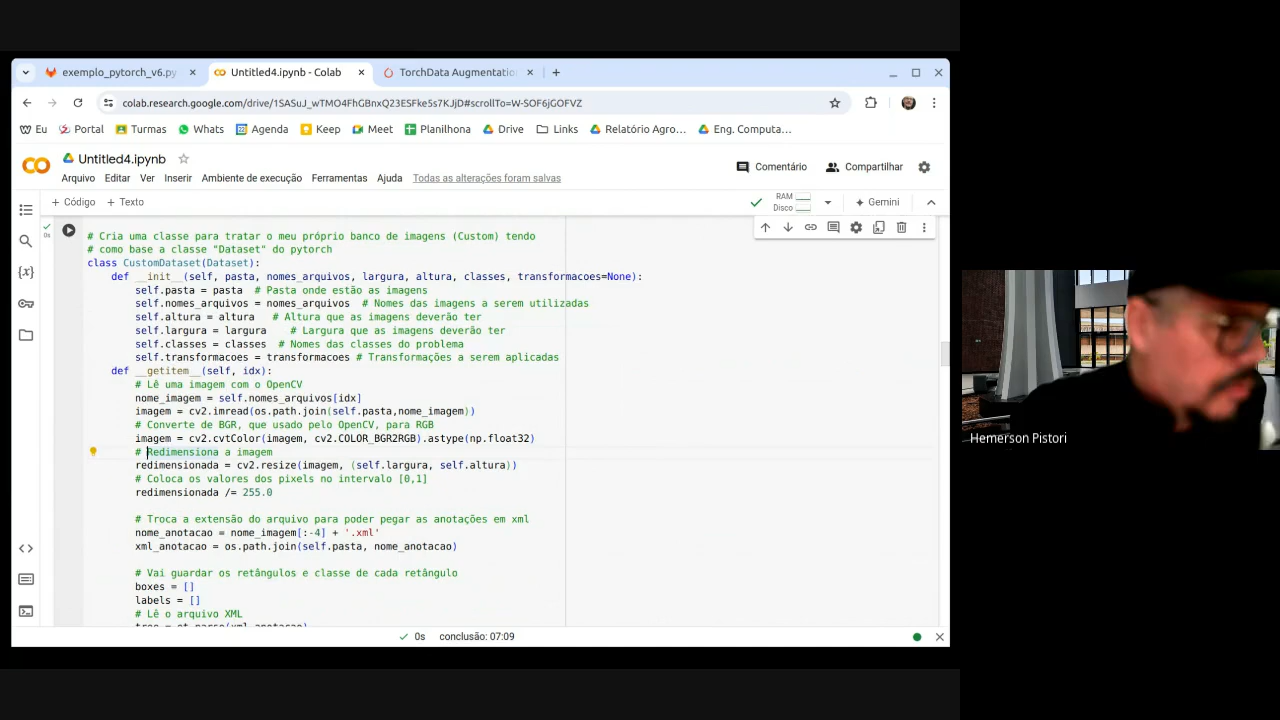 exemplo_pytorch_v6.py
Untitled4.ipynb - Colab
TorchData Augmentatio
colab.research.google.com/drive/1SASuJ_wTMO4FhGBnxQ23ESFke5s7KJjD#scrollTo=W-SOF6jGOFVZ
Eu Portal Turmas Whats Agenda Keep Meet Planilhona Drive Links Relatório Agro... Eng. Computa...
Untitled4.ipynb
Comentário Compartilhar
Arquivo Editar Ver Inserir Ambiente de execução Ferramentas Ajuda Todas as alterações foram salvas
+ Código + Texto
RAM
Disco
Gemini
0s
# Cria uma classe para tratar o meu próprio banco de imagens (Custom) tendo
# como base a classe "Dataset" do pytorch
class CustomDataset(Dataset):
def __init__(self, pasta, nomes_arquivos, largura, altura, classes, transformacoes=None):
self.pasta = pasta # Pasta onde estão as imagens
self.nomes_arquivos = nomes_arquivos # Nomes das imagens a serem utilizadas
self.altura = altura # Altura que as imagens deverão ter
self.largura = largura # Largura que as imagens deverão ter
self.classes = classes # Nomes das classes do problema
self.transformacoes = transformacoes # Transformações a serem aplicadas
def __getitem__(self, idx):
# Lê uma imagem com o OpenCV
nome_imagem = self.nomes_arquivos[idx]
imagem = cv2.imread(os.path.join(self.pasta,nome_imagem))
# Converte de BGR, que usado pelo OpenCV, para RGB
imagem = cv2.cvtColor(imagem, cv2.COLOR_BGR2RGB).astype(np.float32)
# Redimensiona a imagem
redimensionada = cv2.resize(imagem, (self.largura, self.altura))
# Coloca os valores dos pixels no intervalo [0,1]
redimensionada /= 255.0
# Troca a extensão do arquivo para poder pegar as anotações em xml
nome_anotacao = nome_imagem[:-4] + '.xml'
xml_anotacao = os.path.join(self.pasta, nome_anotacao)
# Vai guardar os retângulos e classe de cada retângulo
boxes = []
labels = []
# Lê o arquivo XML
tree = et.parse(xml_anotacao)
0s conclusão: 07:09
Hemerson Pistori